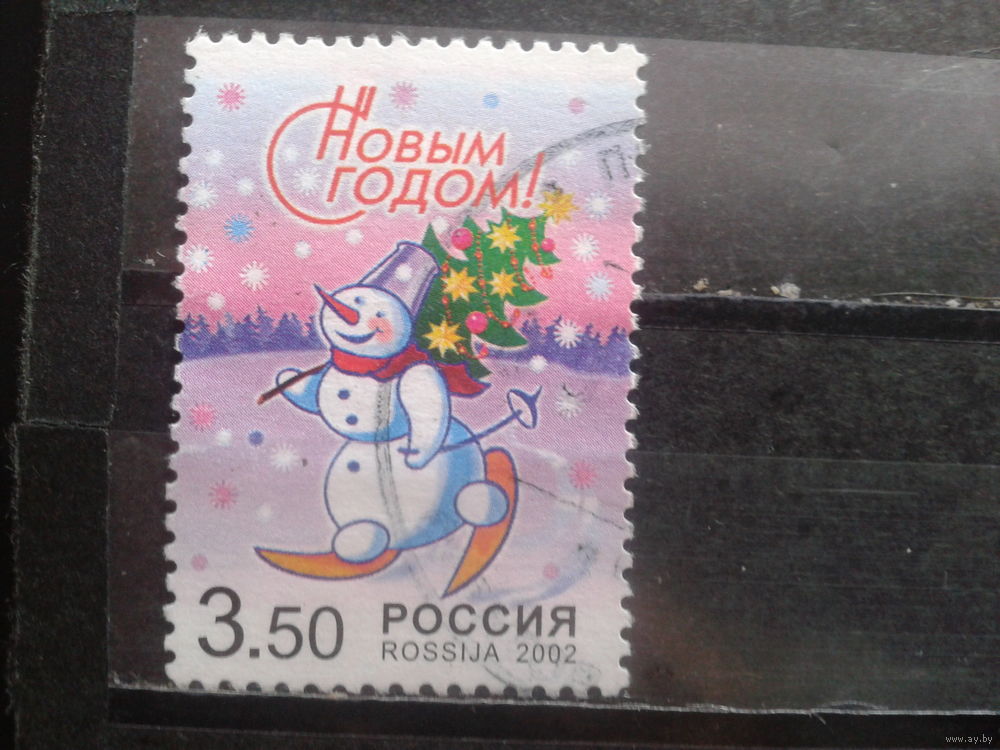 С Новым
годом!
3.50 РОССИЯ
ROSSIJA 2002
www.ay.by